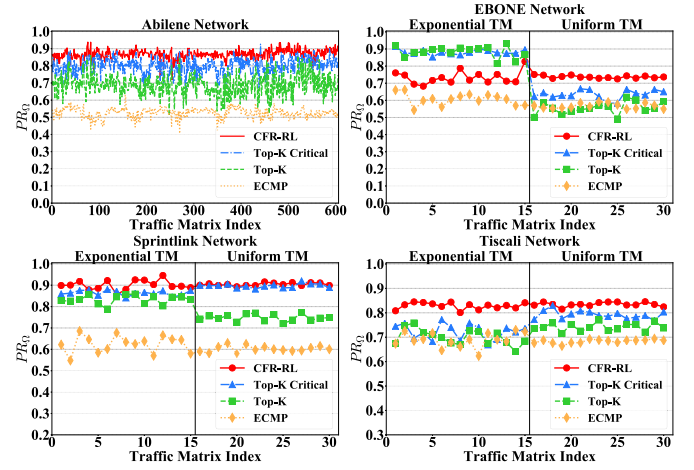 Abilene Network
1.0
0.9
0.8
0.7
0.6
0.5
0.4
0.3
0.2
0.1
0.0
PR_Ω
CFR-RL
Top-K Critical
Top-K
ECMP
0 100 200 300 400 500 600
Traffic Matrix Index
EBONE Network
Exponential TM Uniform TM
1.0
0.9
0.8
0.7
0.6
0.5
0.4
0.3
0.2
0.1
0.0
PR_Ω
CFR-RL
Top-K Critical
Top-K
ECMP
0 5 10 15 20 25 30
Traffic Matrix Index
Sprintlink Network
Exponential TM Uniform TM
1.0
0.9
0.8
0.7
0.6
0.5
0.4
0.3
0.2
PR_Ω
CFR-RL
Top-K Critical
Top-K
ECMP
0 5 10 15 20 25 30
Traffic Matrix Index
Tiscali Network
Exponential TM Uniform TM
1.0
0.9
0.8
0.7
0.6
0.5
0.4
0.3
PR_Ω
CFR-RL
Top-K Critical
Top-K
ECMP
0 5 10 15 20 25 30
Traffic Matrix Index